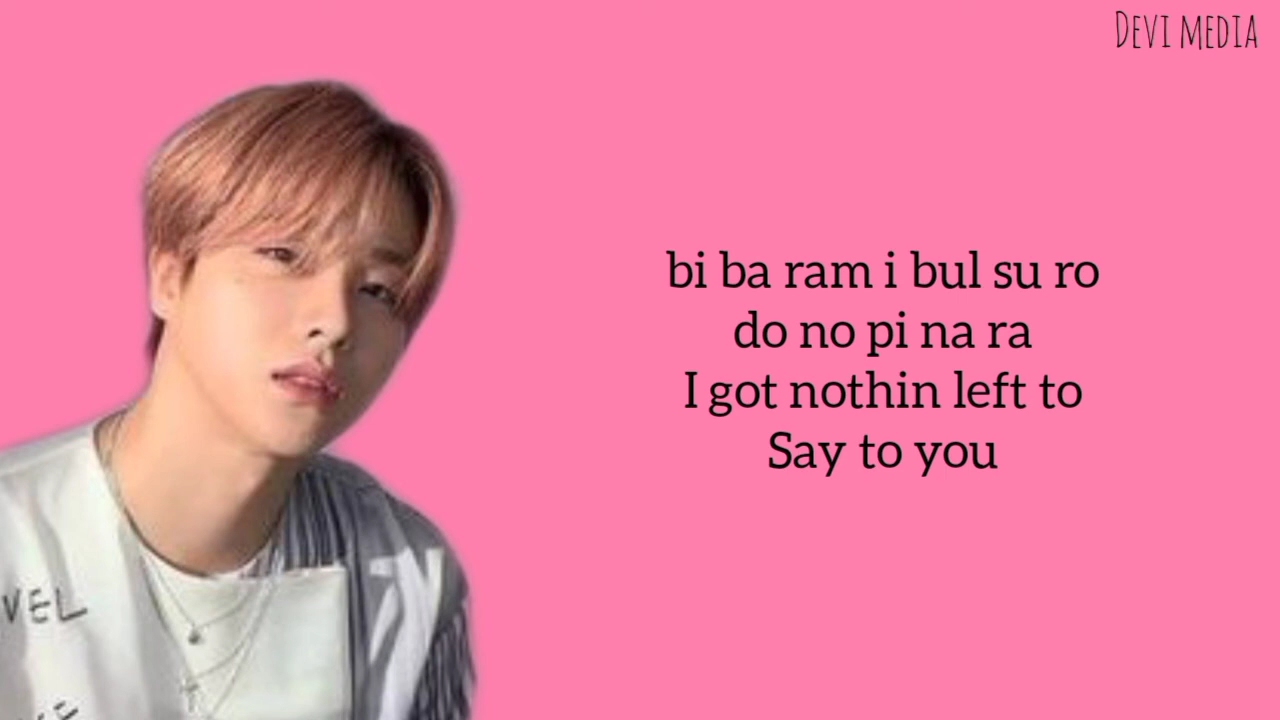 DEVI MEDIA
bi ba ram i bul su ro
do no pi na ra
I got nothin left to
Say to you
VEL